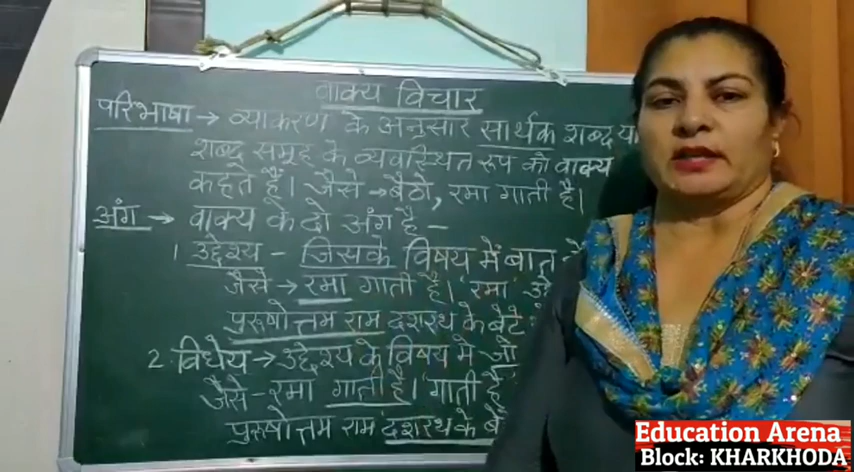 वाक्य विचार
परिभाषा → व्याकरण के अनुसार सार्थक शब्द या
शब्द समूह के व्यवस्थित रूप को वाक्य
कहते हैं। जैसे → बैठो, रमा गाती है।
अंग → वाक्य के दो अंग है –
1 उद्देश्य – जिसके विषय में बात
जैसे → रमा गाती है। 'रमा'
पुरूषोत्तम राम दशरथ के बेटे
2. विधेय → उद्देश्य के विषय मे जो
जैसे – रमा गाती है। 'गाती है
पुरूषोत्तम राम दशरथ के बे
Education Arena
Block: KHARKHODA